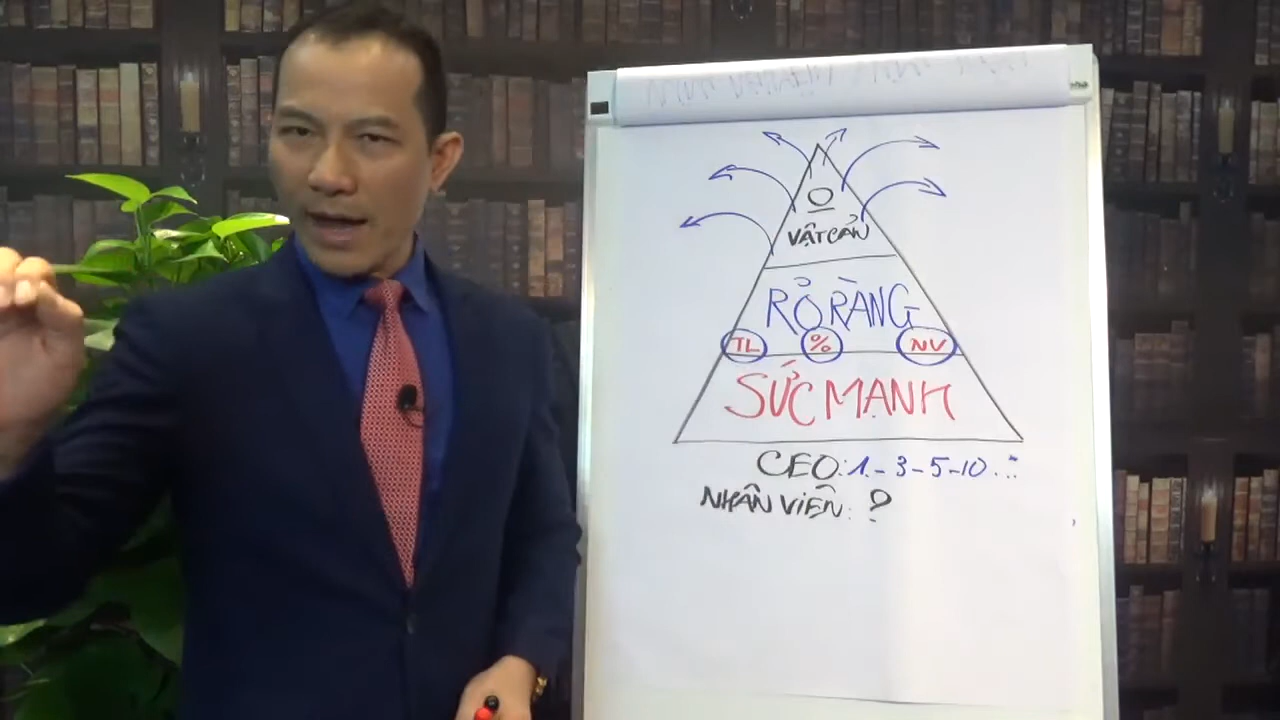 O
VẬT CẢN
RÕ RÀNG
TL % NV
SỨC MẠNH
CEO: 1 - 3 - 5 - 10...
NHÂN VIÊN: ?